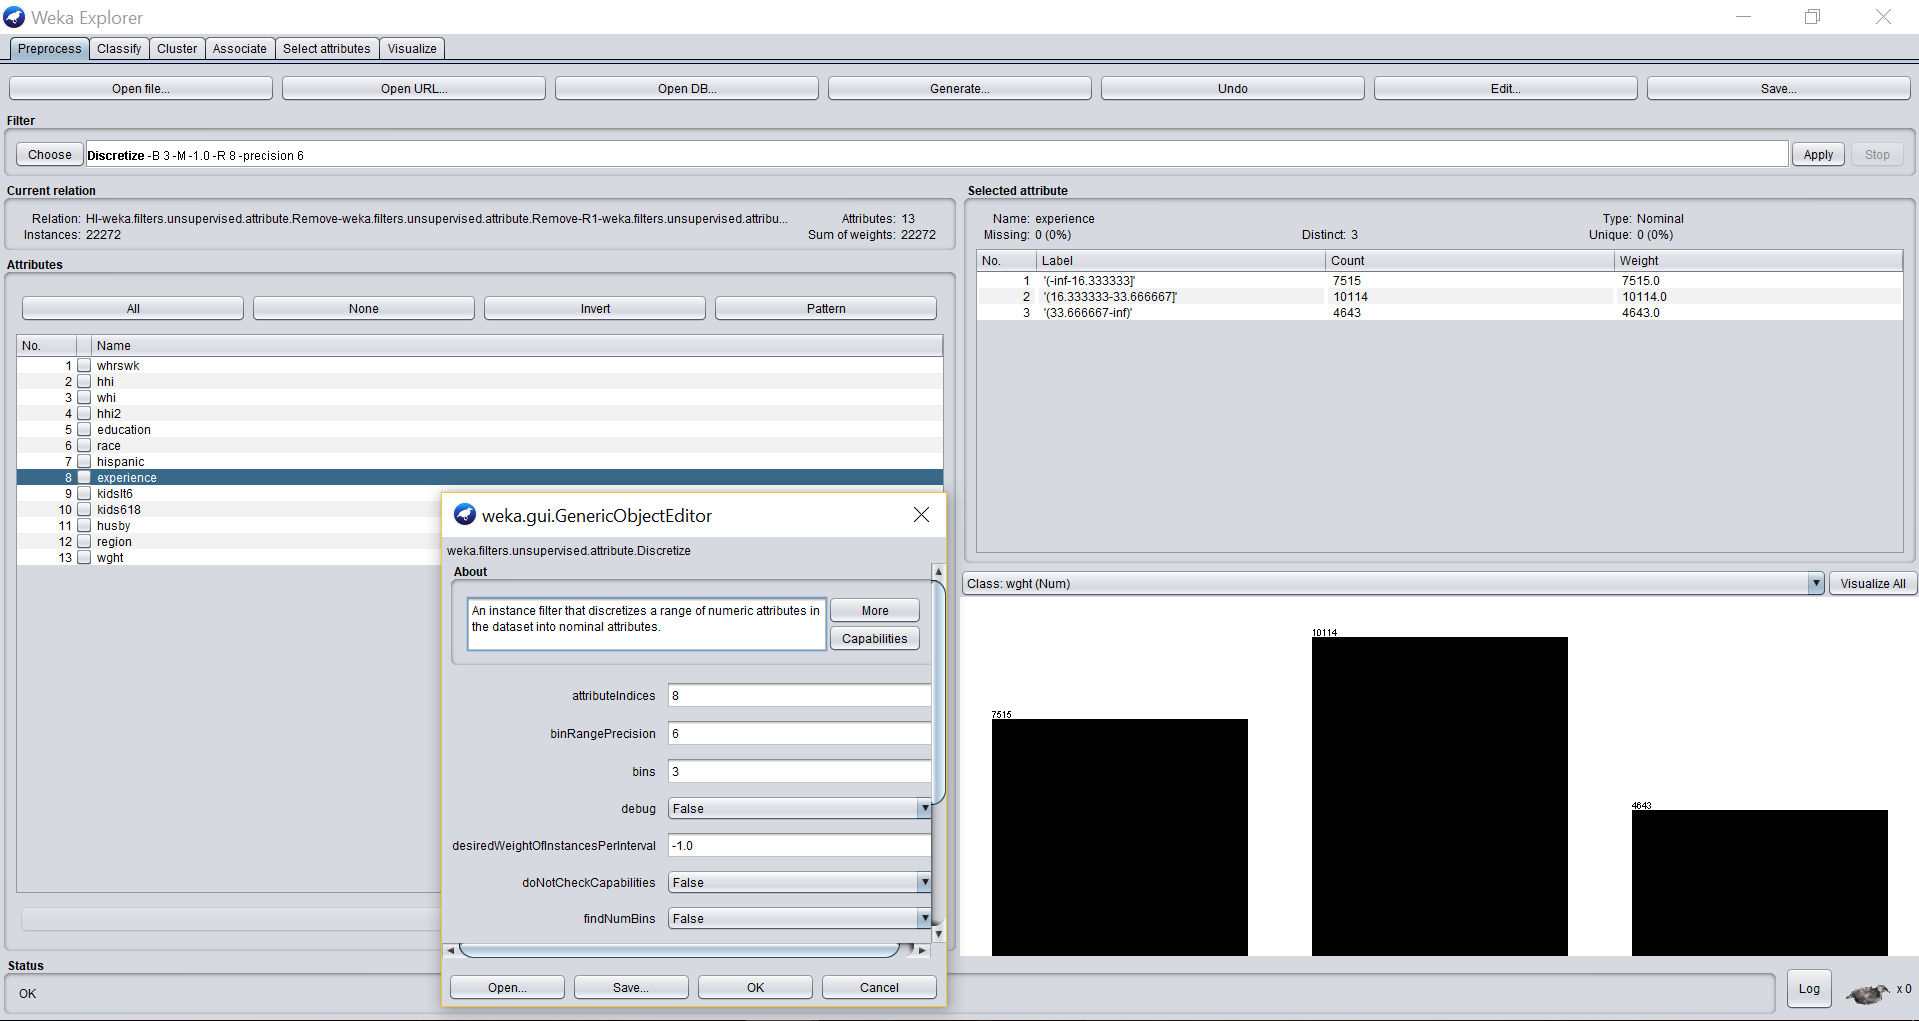 Weka Explorer
Preprocess Classify Cluster Associate Select attributes Visualize
Open file... Open URL... Open DB... Generate... Undo Edit... Save...
Filter
Choose Discretize -B 3 -M -1.0 -R 8 -precision 6 Apply Stop
Current relation
Relation: HI-weka.filters.unsupervised.attribute.Remove-weka.filters.unsupervised.attribute.Remove-R1-weka.filters.unsupervised.attribu... Attributes: 13
Instances: 22272 Sum of weights: 22272
Selected attribute
Name: experience Type: Nominal
Missing: 0 (0%) Distinct: 3 Unique: 0 (0%)
No. Label Count Weight
1 '(-inf-16.333333]' 7515 7515.0
2 '(16.333333-33.666667]' 10114 10114.0
3 '(33.666667-inf)' 4643 4643.0
Attributes
All None Invert Pattern
No. Name
1 whrswk
2 hhi
3 whi
4 hhi2
5 education
6 race
7 hispanic
8 experience
9 kidslt6
10 kids618
11 husby
12 region
13 wght
weka.gui.GenericObjectEditor
weka.filters.unsupervised.attribute.Discretize
About
An instance filter that discretizes a range of numeric attributes in
the dataset into nominal attributes.
More
Capabilities
attributeIndices 8
binRangePrecision 6
bins 3
debug False
desiredWeightOfInstancesPerInterval -1.0
doNotCheckCapabilities False
findNumBins False
Open... Save... OK Cancel
Class: wght (Num) Visualize All
10114
7515
4643
Status
OK
Log x 0